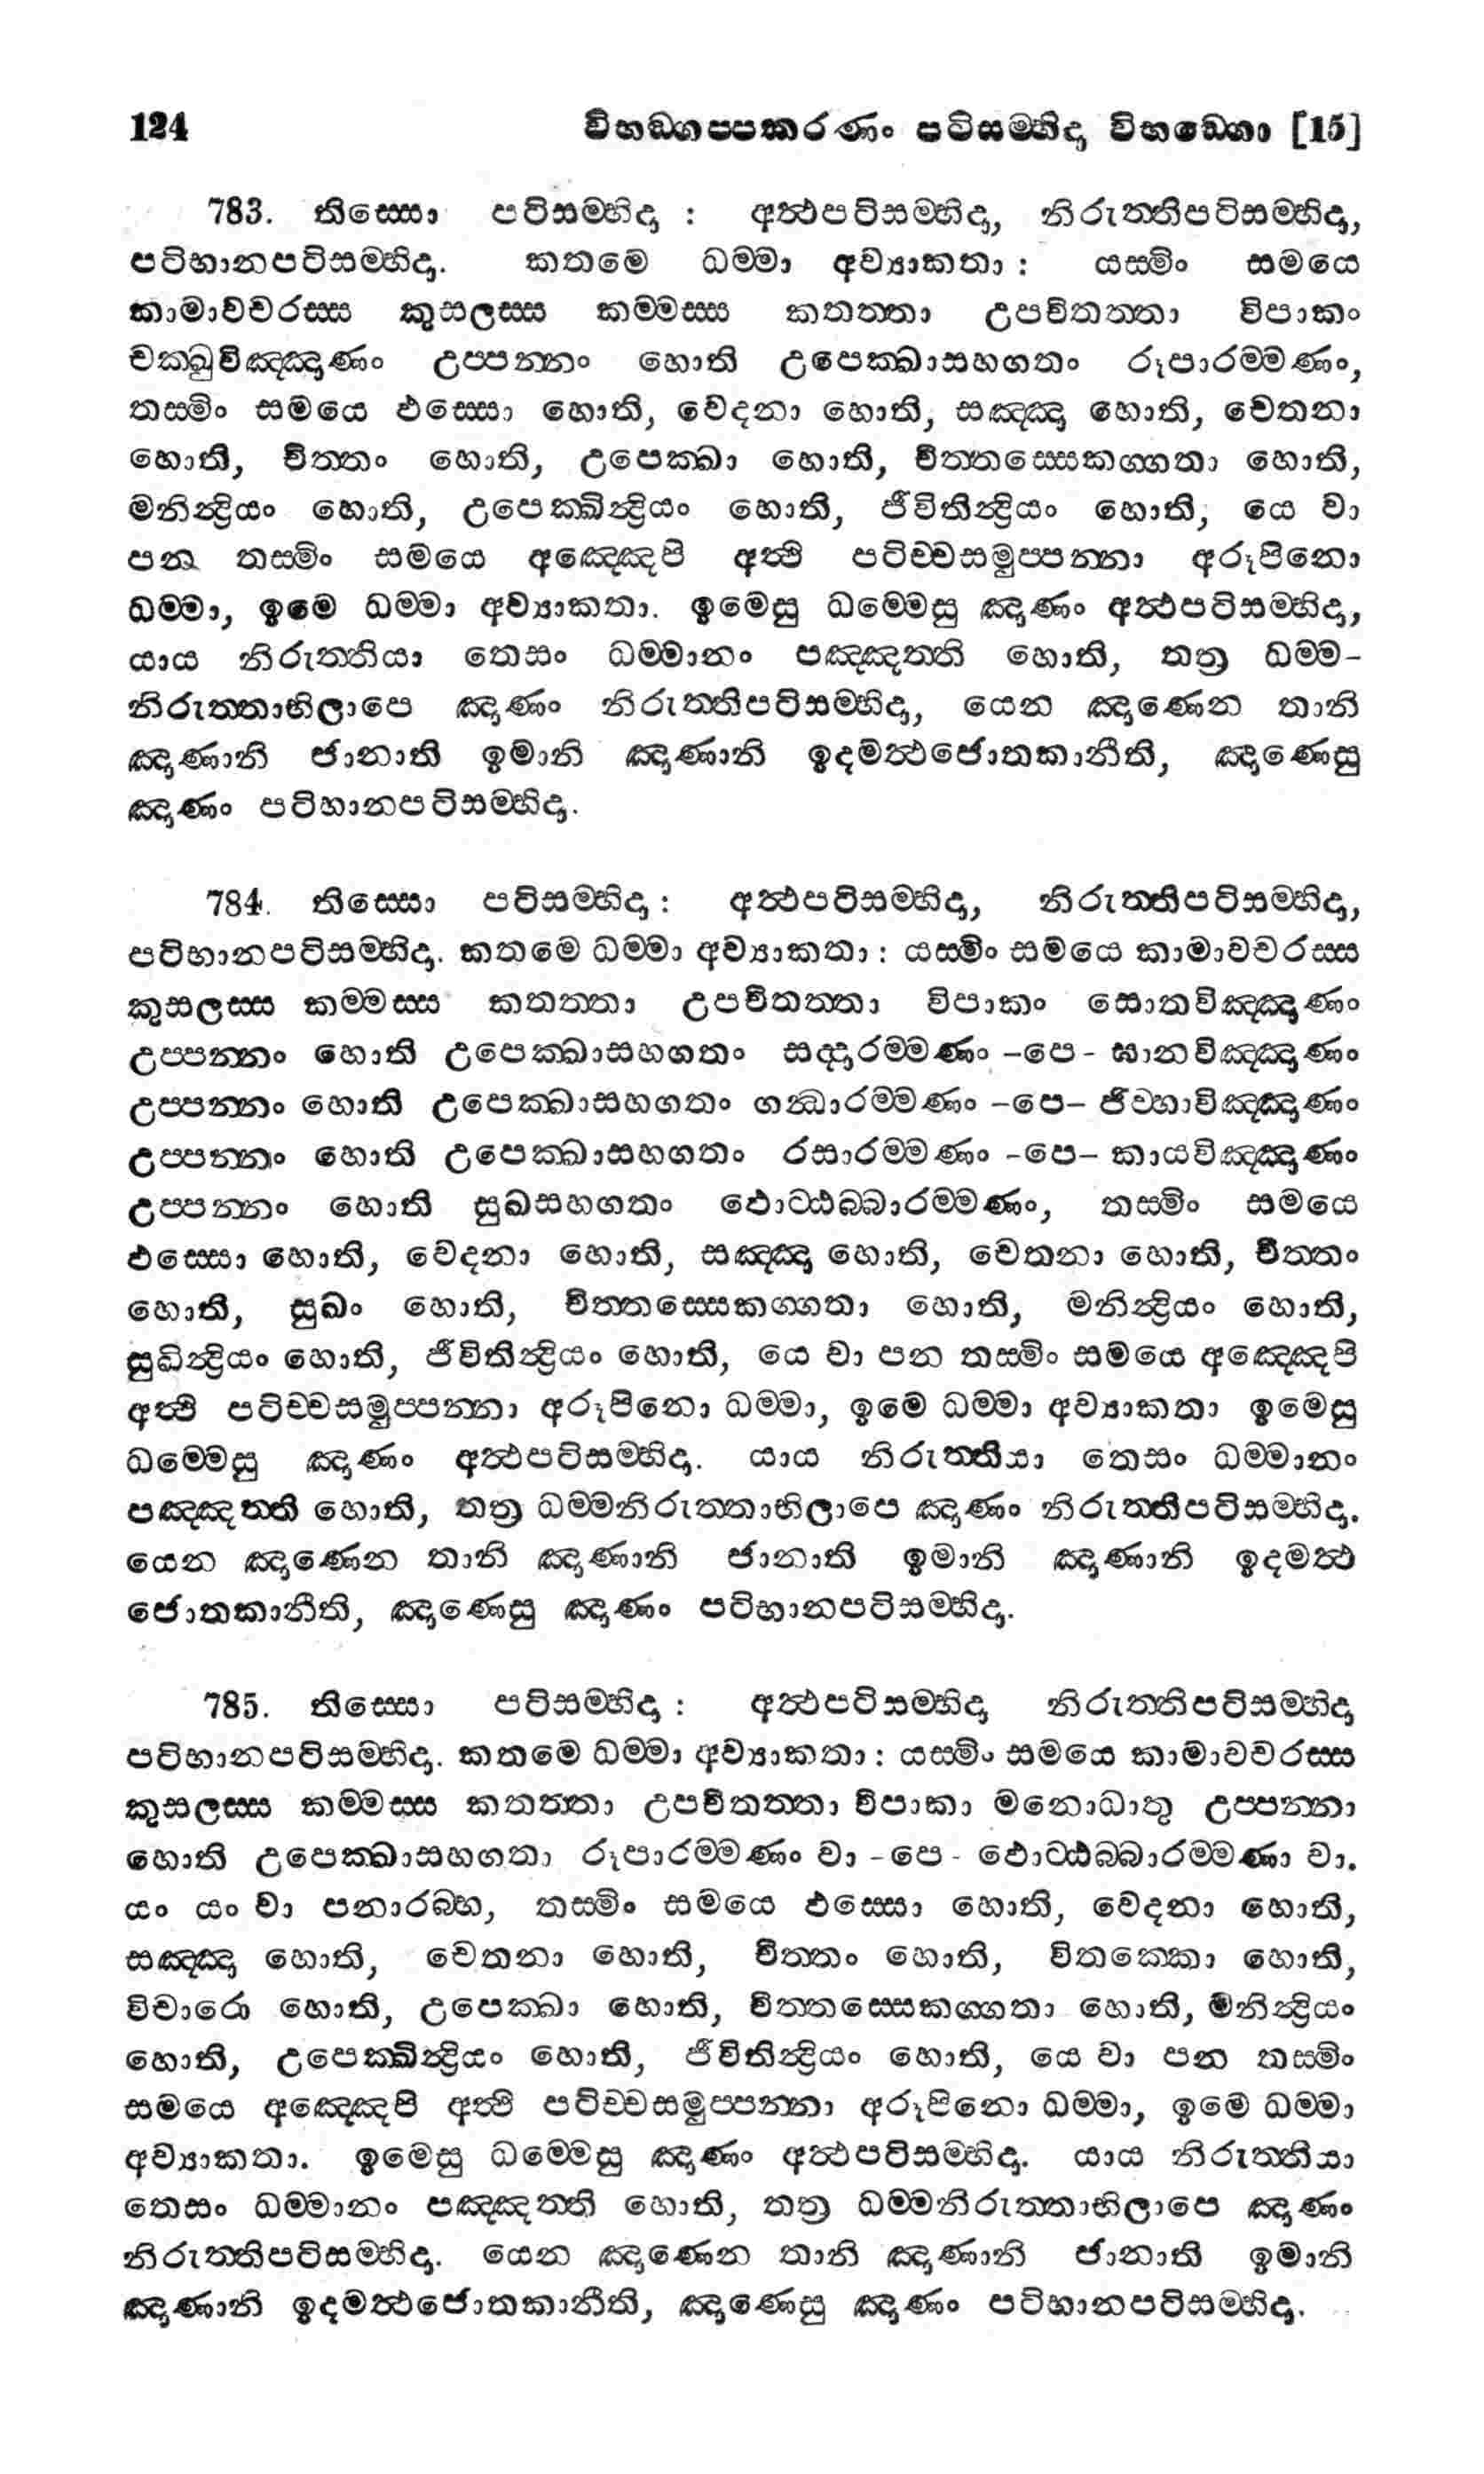 124 විභඞ්ගප්පකරණං පටිසම්භිදා විභඞ්ගො [15]
783. තිස්සො පටිසම්භිදා : අත්ථපටිසම්භිදා, නිරුත්තිපටිසම්භිදා,
පටිභානපටිසම්භිදා. කතමෙ ධම්මා අව්‍යාකතා : යස්මිං සමයෙ
කාමාවචරස්ස කුසලස්ස කම්මස්ස කතත්තා උපචිතත්තා විපාකං
චක්ඛුවිඤ්ඤාණං උප්පන්නං හොති උපෙක්ඛාසහගතං රූපාරම්මණං,
තස්මිං සමයෙ ඵස්සො හොති, වෙදනා හොති, සඤ්ඤා හොති, චෙතනා
හොති, චිත්තං හොති, උපෙක්ඛා හොති, චිත්තස්සෙකග්ගතා හොති,
මනින්ද්‍රියං හොති, උපෙක්ඛින්ද්‍රියං හොති, ජීවිතින්ද්‍රියං හොති, යෙ වා
පන තස්මිං සමයෙ අඤ්ඤෙපි අත්ථි පටිච්චසමුප්පන්නා අරූපිනො
ධම්මා, ඉමෙ ධම්මා අව්‍යාකතා. ඉමෙසු ධම්මෙසු ඤාණං අත්ථපටිසම්භිදා,
යාය නිරුත්තියා තෙසං ධම්මානං පඤ්ඤත්ති හොති, තත්‍ර ධම්ම-
නිරුත්තාභිලාපෙ ඤාණං නිරුත්තිපටිසම්භිදා, යෙන ඤාණෙන තානි
ඤාණානි ජානාති ඉමානි ඤාණානි ඉදමත්ථජොතකානීති, ඤාණෙසු
ඤාණං පටිභානපටිසම්භිදා.
784. තිස්සො පටිසම්භිදා : අත්ථපටිසම්භිදා, නිරුත්තිපටිසම්භිදා,
පටිභානපටිසම්භිදා. කතමෙ ධම්මා අව්‍යාකතා : යස්මිං සමයෙ කාමාවචරස්ස
කුසලස්ස කම්මස්ස කතත්තා උපචිතත්තා විපාකං සොතවිඤ්ඤාණං
උප්පන්නං හොති උපෙක්ඛාසහගතං සද්දාරම්මණං -පෙ- ඝානවිඤ්ඤාණං
උප්පන්නං හොති උපෙක්ඛාසහගතං ගන්ධාරම්මණං -පෙ- ජිව්හාවිඤ්ඤාණං
උප්පන්නං හොති උපෙක්ඛාසහගතං රසාරම්මණං -පෙ- කායවිඤ්ඤාණං
උප්පන්නං හොති සුඛසහගතං ඵොට්ඨබ්බාරම්මණං, තස්මිං සමයෙ
ඵස්සො හොති, වෙදනා හොති, සඤ්ඤා හොති, චෙතනා හොති, චිත්තං
හොති, සුඛං හොති, චිත්තස්සෙකග්ගතා හොති, මනින්ද්‍රියං හොති,
සුඛින්ද්‍රියං හොති, ජීවිතින්ද්‍රියං හොති, යෙ වා පන තස්මිං සමයෙ අඤ්ඤෙපි
අත්ථි පටිච්චසමුප්පන්නා අරූපිනො ධම්මා, ඉමෙ ධම්මා අව්‍යාකතා ඉමෙසු
ධම්මෙසු ඤාණං අත්ථපටිසම්භිදා. යාය නිරුත්තියා තෙසං ධම්මානං
පඤ්ඤත්ති හොති, තත්‍ර ධම්මනිරුත්තාභිලාපෙ ඤාණං නිරුත්තිපටිසම්භිදා.
යෙන ඤාණෙන තානි ඤාණානි ජානාති ඉමානි ඤාණානි ඉදමත්ථ
ජොතකානීති, ඤාණෙසු ඤාණං පටිභානපටිසම්භිදා.
785. තිස්සො පටිසම්භිදා : අත්ථපටිසම්භිදා නිරුත්තිපටිසම්භිදා
පටිභානපටිසම්භිදා. කතමෙ ධම්මා අව්‍යාකතා : යස්මිං සමයෙ කාමාවචරස්ස
කුසලස්ස කම්මස්ස කතත්තා උපචිතත්තා විපාකා මනොධාතු උප්පන්නා
හොති උපෙක්ඛාසහගතා රූපාරම්මණං වා -පෙ- ඵොට්ඨබ්බාරම්මණා වා.
යං යං වා පනාරබ්භ, තස්මිං සමයෙ ඵස්සො හොති, වෙදනා හොති,
සඤ්ඤා හොති, චෙතනා හොති, චිත්තං හොති, විතක්කො හොති,
විචාරො හොති, උපෙක්ඛා හොති, චිත්තස්සෙකග්ගතා හොති, මනින්ද්‍රියං
හොති, උපෙක්ඛින්ද්‍රියං හොති, ජීවිතින්ද්‍රියං හොති, යෙ වා පන තස්මිං
සමයෙ අඤ්ඤෙපි අත්ථි පටිච්චසමුප්පන්නා අරූපිනො ධම්මා, ඉමෙ ධම්මා
අව්‍යාකතා. ඉමෙසු ධම්මෙසු ඤාණං අත්ථපටිසම්භිදා. යාය නිරුත්තියා
තෙසං ධම්මානං පඤ්ඤත්ති හොති, තත්‍ර ධම්මනිරුත්තාභිලාපෙ ඤාණං
නිරුත්තිපටිසම්භිදා. යෙන ඤාණෙන තානි ඤාණානි ජානාති ඉමානි
ඤාණානි ඉදමත්ථජොතකානීති, ඤාණෙසු ඤාණං පටිභානපටිසම්භිදා.